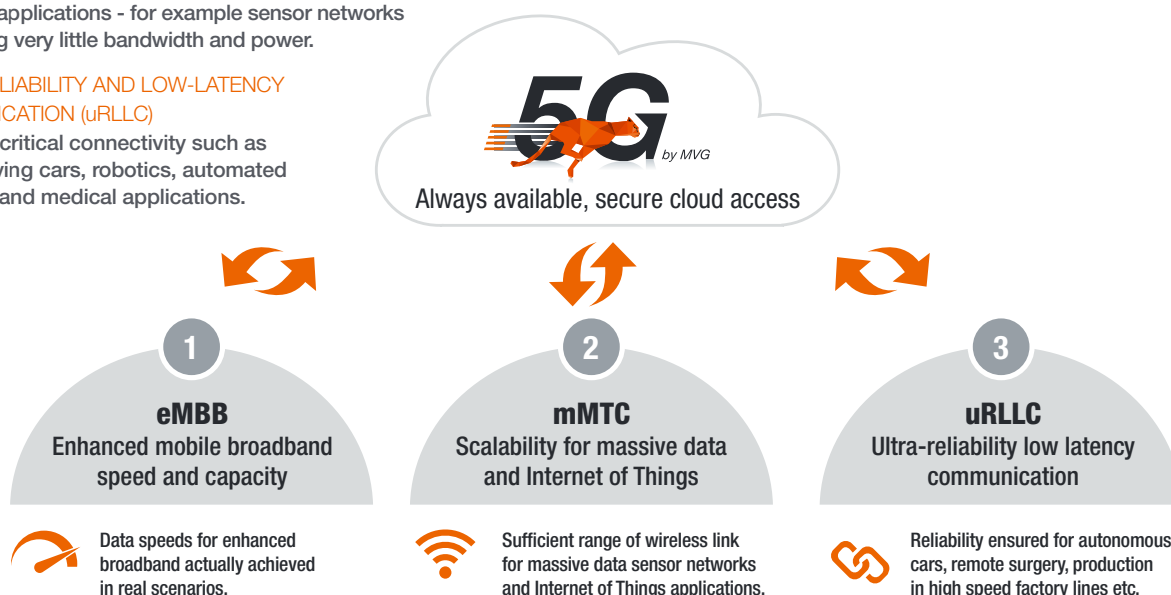 applications - for example sensor networks
very little bandwidth and power.
LIABILITY AND LOW-LATENCY
ICATION (uRLLC)
critical connectivity such as
ving cars, robotics, automated
and medical applications.
5G
by MVG
Always available, secure cloud access
1
eMBB
Enhanced mobile broadband
speed and capacity
Data speeds for enhanced
broadband actually achieved
in real scenarios.
2
mMTC
Scalability for massive data
and Internet of Things
Sufficient range of wireless link
for massive data sensor networks
and Internet of Things applications.
3
uRLLC
Ultra-reliability low latency
communication
Reliability ensured for autonomous
cars, remote surgery, production
in high speed factory lines etc.